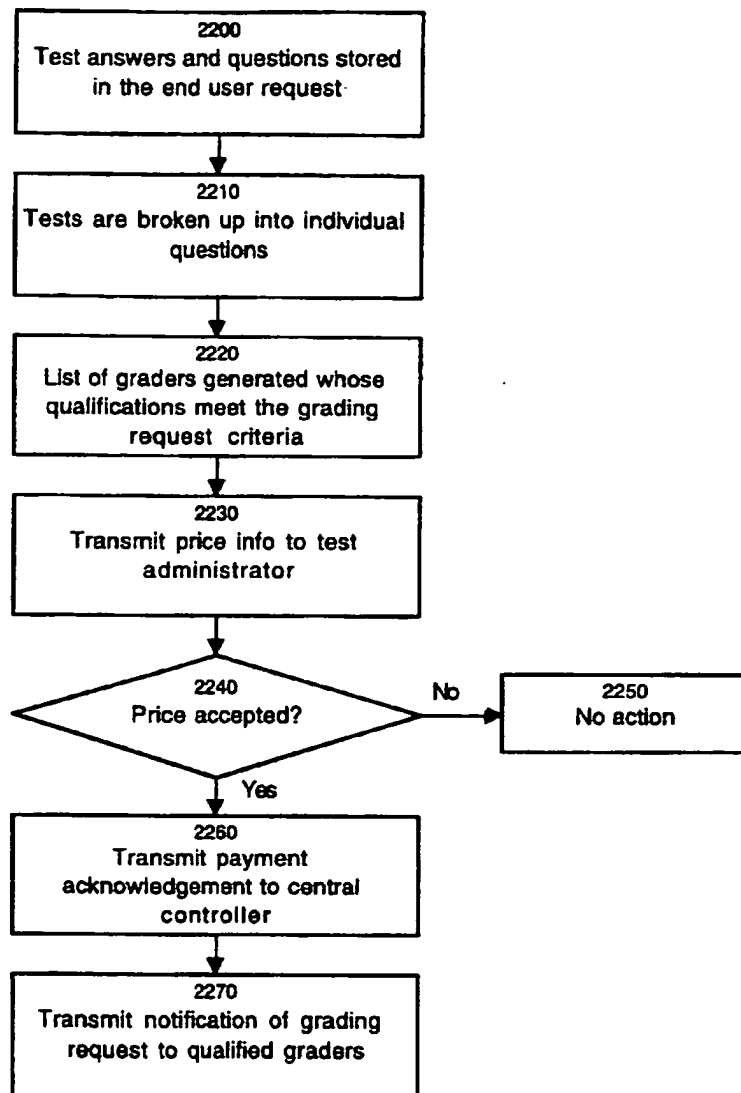 2200
Test answers and questions stored
in the end user request
2210
Tests are broken up into individual
questions
2220
List of graders generated whose
qualifications meet the grading
request criteria
2230
Transmit price info to test
administrator
2240
Price accepted?
No
2250
No action
Yes
2260
Transmit payment
acknowledgement to central
controller
2270
Transmit notification of grading
request to qualified graders